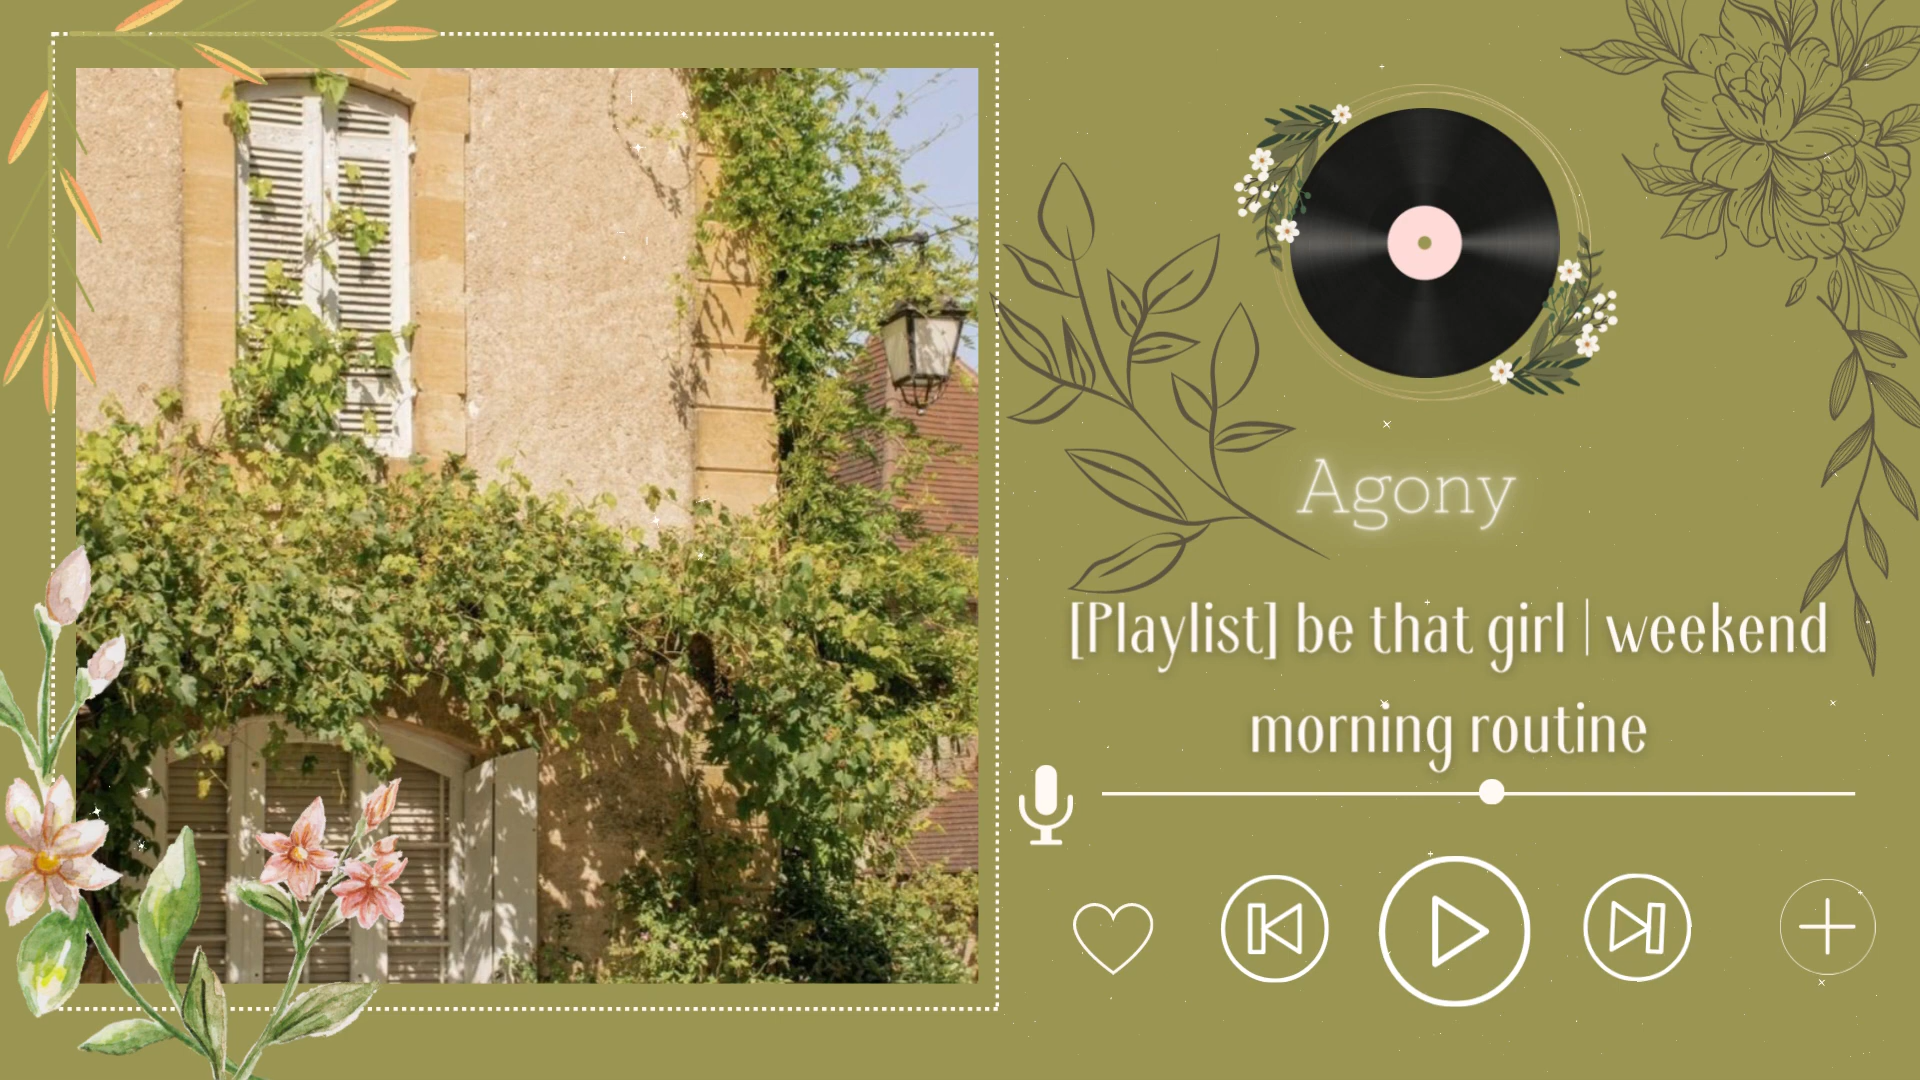 Agony
[Playlist] be that girl | weekend
morning routine